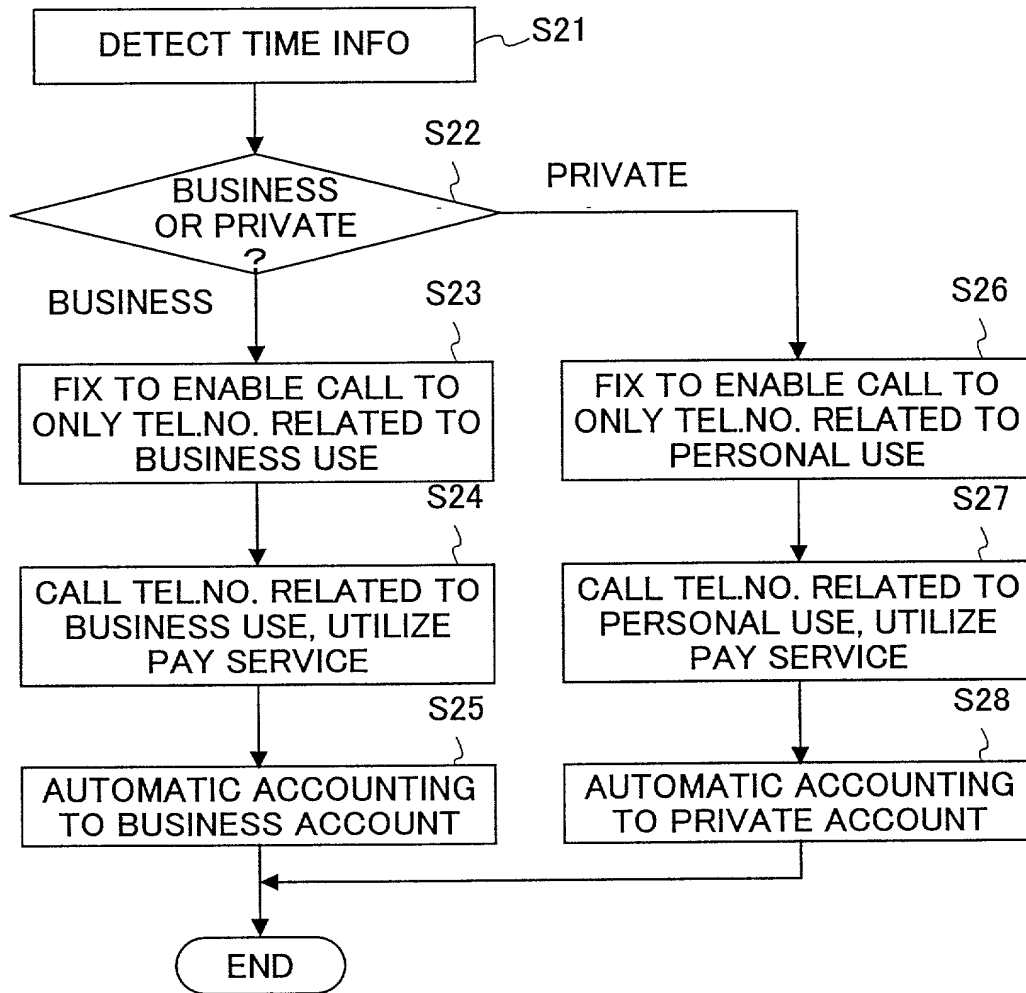 DETECT TIME INFO
S21
S22
BUSINESS
OR PRIVATE
?
PRIVATE
BUSINESS
S23
FIX TO ENABLE CALL TO
ONLY TEL.NO. RELATED TO
BUSINESS USE
S24
CALL TEL.NO. RELATED TO
BUSINESS USE, UTILIZE
PAY SERVICE
S25
AUTOMATIC ACCOUNTING
TO BUSINESS ACCOUNT
S26
FIX TO ENABLE CALL TO
ONLY TEL.NO. RELATED TO
PERSONAL USE
S27
CALL TEL.NO. RELATED TO
PERSONAL USE, UTILIZE
PAY SERVICE
S28
AUTOMATIC ACCOUNTING
TO PRIVATE ACCOUNT
END